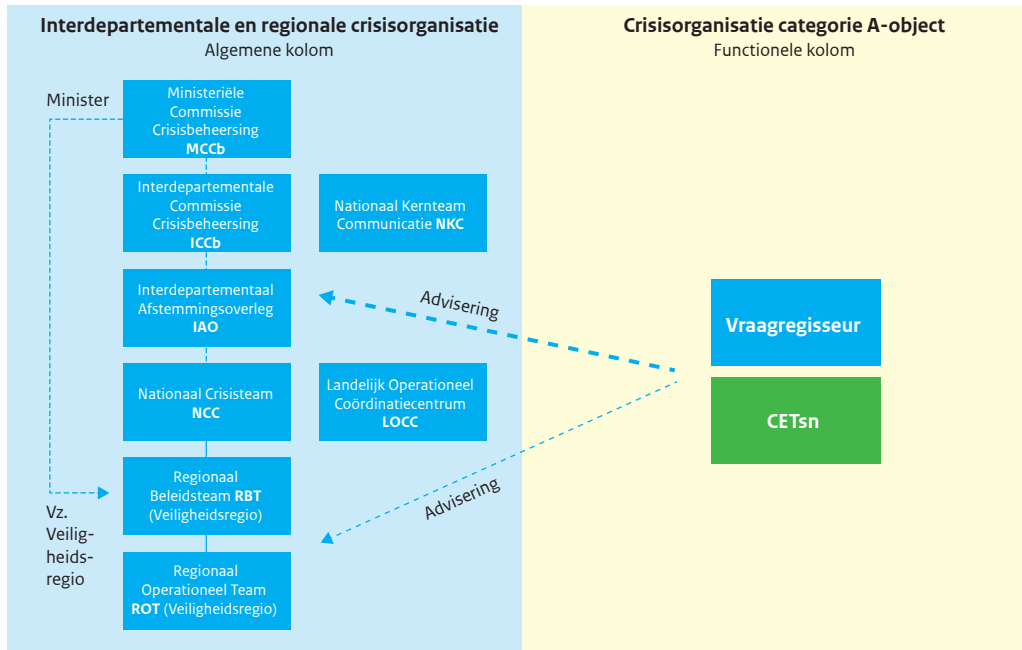 Interdepartementale en regionale crisisorganisatie
Algemene kolom
Minister
Ministeriële
Commissie
Crisisbeheersing
MCCb
Interdepartementale
Commissie
Crisisbeheersing
ICCb
Nationaal Kernteam
Communicatie NKC
Interdepartementaal
Afstemmingsoverleg
IAO
Nationaal Crisisteam
NCC
Landelijk Operationeel
Coördinatiecentrum
LOCC
Regionaal
Beleidsteam RBT
(Veiligheidsregio)
Vz.
Veilig-
heids-
regio
Regionaal
Operationeel Team
ROT (Veiligheidsregio)
Advisering
Advisering
Crisisorganisatie categorie A-object
Functionele kolom
Vraagregisseur
CETsn